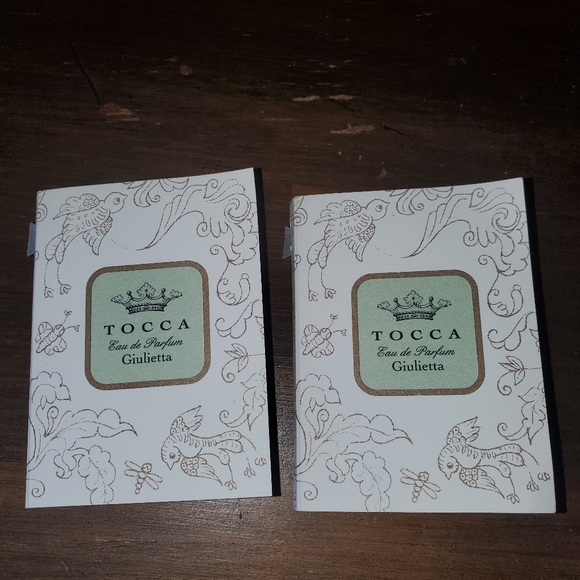 TOCCA
Eau de Parfum
Giulietta
TOCCA
Eau de Parfum
Giulietta